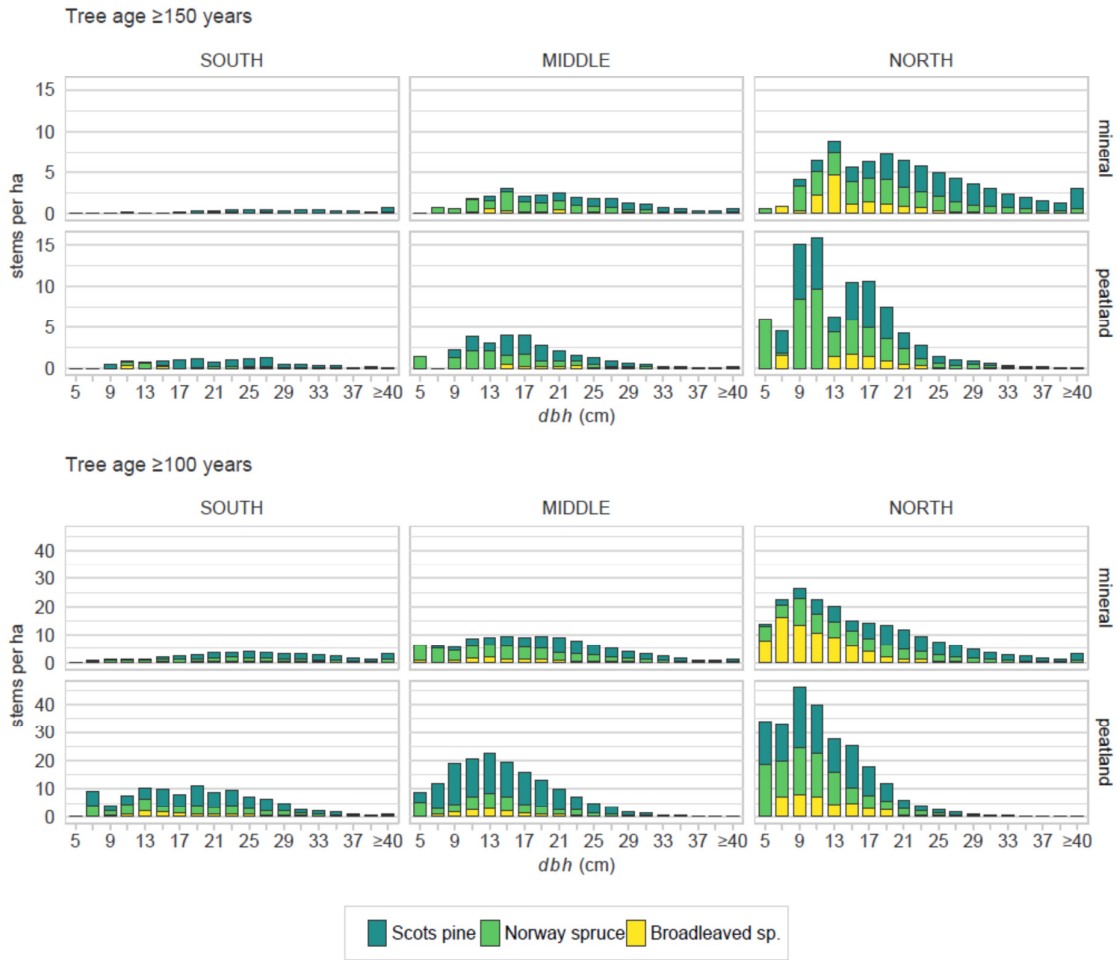 Tree age ≥150 years
SOUTH MIDDLE NORTH
15
10
5
0
mineral
15
10
5
0
peatland
stems per ha
5 9 13 17 21 25 29 33 37 ≥40 5 9 13 17 21 25 29 33 37 ≥40 5 9 13 17 21 25 29 33 37 ≥40
dbh (cm)
Tree age ≥100 years
SOUTH MIDDLE NORTH
40
30
20
10
0
mineral
40
30
20
10
0
peatland
stems per ha
5 9 13 17 21 25 29 33 37 ≥40 5 9 13 17 21 25 29 33 37 ≥40 5 9 13 17 21 25 29 33 37 ≥40
dbh (cm)
Scots pine Norway spruce Broadleaved sp.